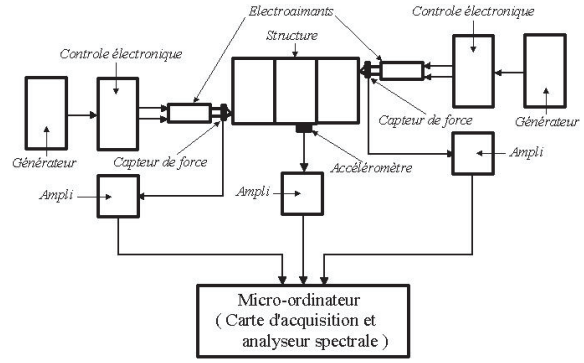 Electroaimants
Controle électronique
Structure
Controle électronique
Générateur
Capteur de force
Capteur de force
Générateur
Accéléromètre
Ampli
Ampli
Ampli
Micro-ordinateur
( Carte d'acquisition et
analyseur spectrale )